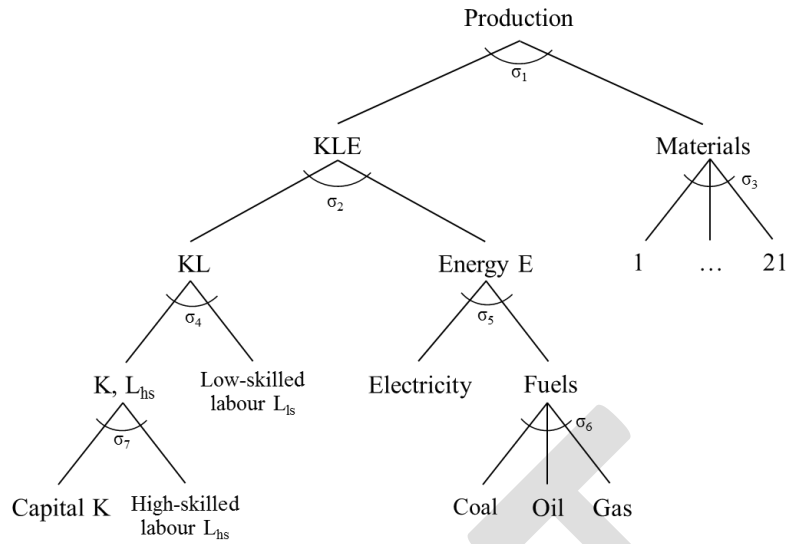 Production
σ1
KLE
Materials
σ2
σ3
KL
Energy E
1
…
21
σ4
σ5
K, Lhs
Low-skilled
labour Lls
Electricity
Fuels
σ7
σ6
Capital K
High-skilled
labour Lhs
Coal
Oil
Gas